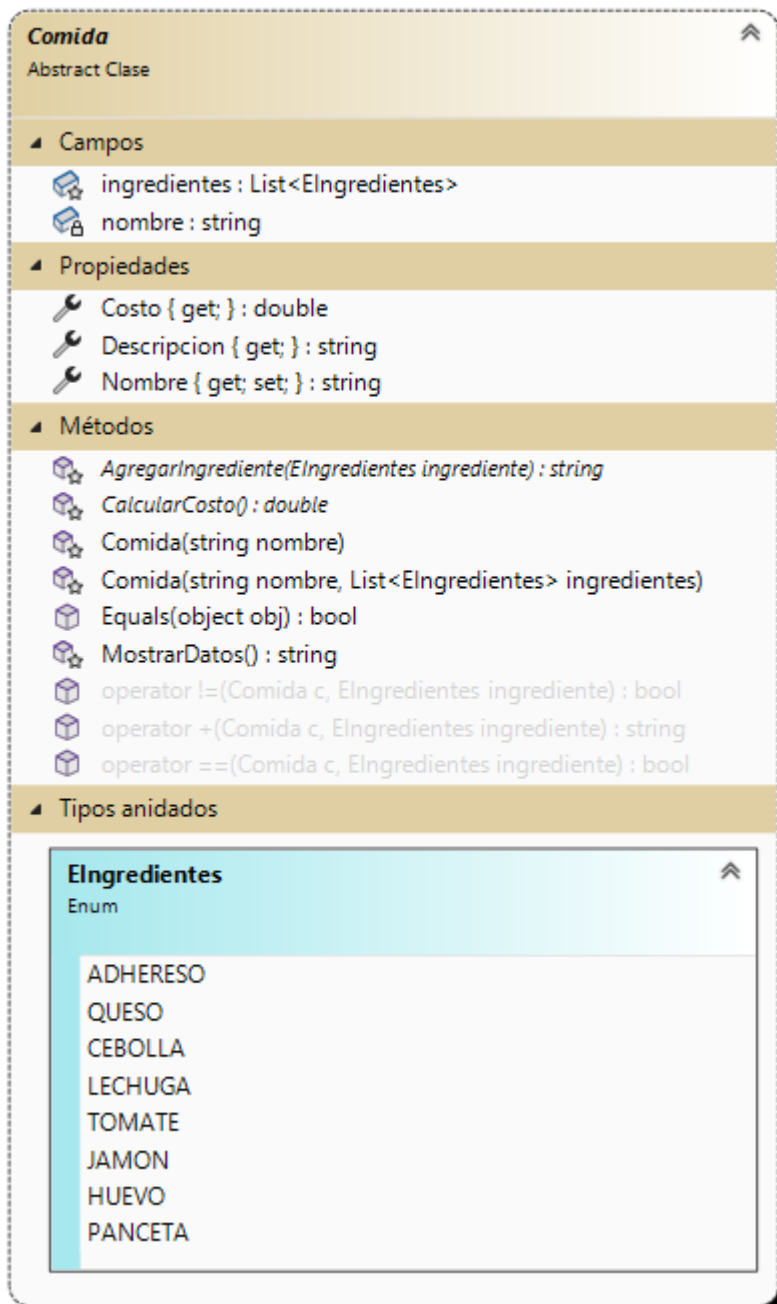 Comida
Abstract Clase
Campos
ingredientes : List<EIngredientes>
nombre : string
Propiedades
Costo { get; } : double
Descripcion { get; } : string
Nombre { get; set; } : string
Métodos
AgregarIngrediente(EIngredientes ingrediente) : string
CalcularCosto() : double
Comida(string nombre)
Comida(string nombre, List<EIngredientes> ingredientes)
Equals(object obj) : bool
MostrarDatos() : string
operator !=(Comida c, EIngredientes ingrediente) : bool
operator +(Comida c, EIngredientes ingrediente) : string
operator ==(Comida c, EIngredientes ingrediente) : bool
Tipos anidados
EIngredientes
Enum
ADHERESO
QUESO
CEBOLLA
LECHUGA
TOMATE
JAMON
HUEVO
PANCETA